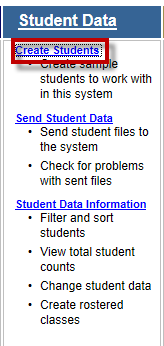 Student Data
Create Students
• Create sample
students to work with
in this system
Send Student Data
• Send student files to
the system
• Check for problems
with sent files
Student Data Information
• Filter and sort
students
• View total student
counts
• Change student data
• Create rostered
classes